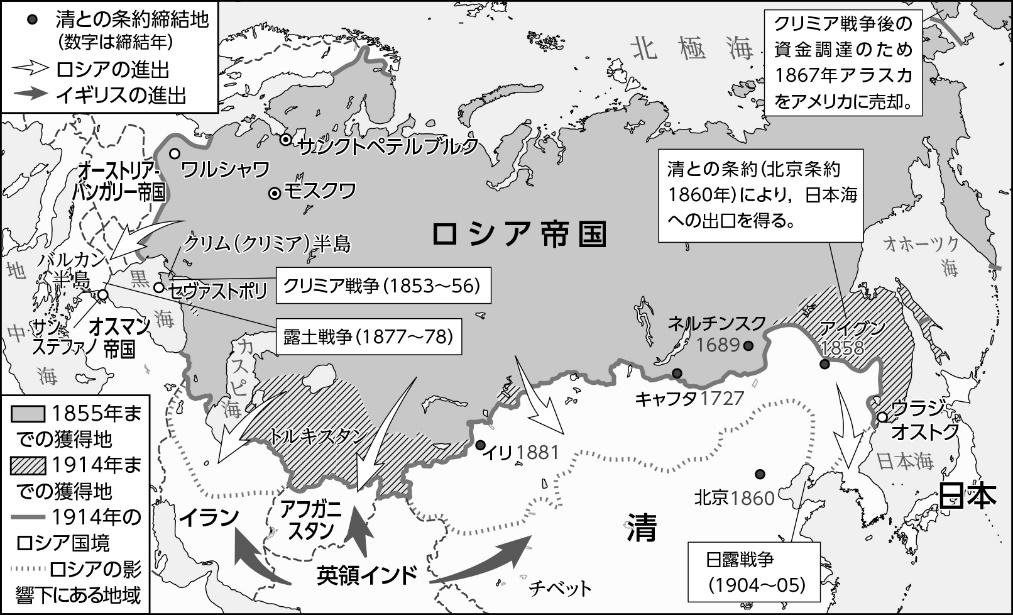 清との条約締結地
(数字は締結年)
ロシアの進出
イギリスの進出
北極海
クリミア戦争後の
資金調達のため
1867年アラスカ
をアメリカに売却。
サンクトペテルブルク
ワルシャワ
モスクワ
オーストリア-
ハンガリー帝国
清との条約(北京条約
1860年)により，日本海
への出口を得る。
ロシア帝国
クリム(クリミア)半島
バルカン
半島
黒海
セヴァストポリ
クリミア戦争(1853〜56)
オホーツク
海
地中海
サン
ステファノ
オスマン
帝国
露土戦争(1877〜78)
カスピ海
ネルチンスク
1689
アイグン
1858
キャフタ1727
ウラジ
オストク
トルキスタン
イリ1881
日本海
北京1860
日本
1855年ま
での獲得地
1914年ま
での獲得地
1914年の
ロシア国境
ロシアの影
響下にある地域
イラン
アフガニ
スタン
清
英領インド
チベット
日露戦争
(1904〜05)